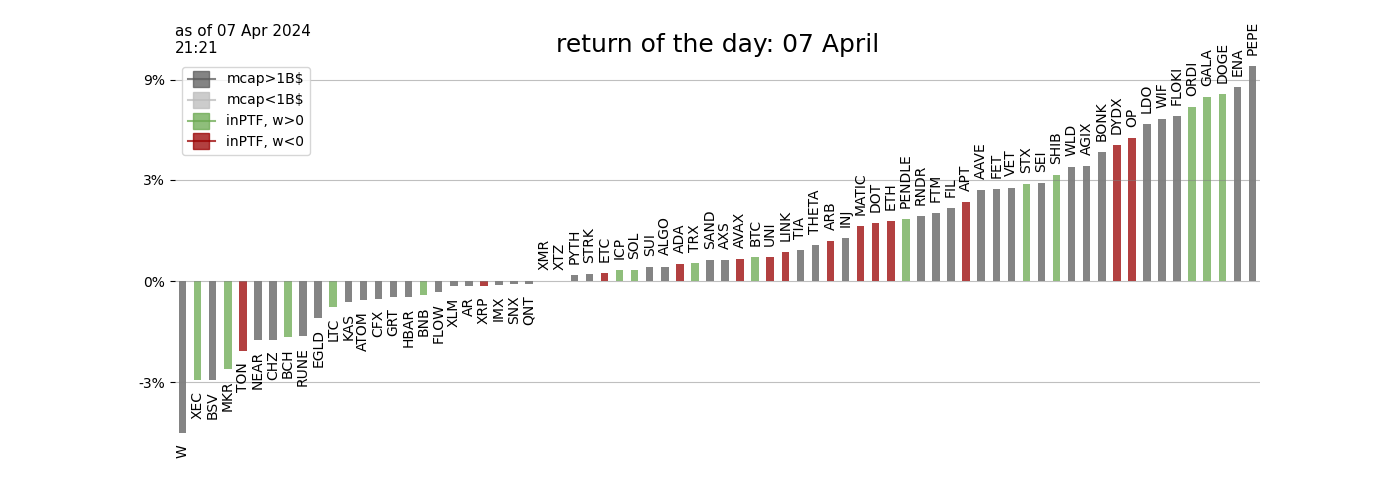 as of 07 Apr 2024
21:21
return of the day: 07 April
mcap>1B$
mcap<1B$
inPTF, w>0
inPTF, w<0
9%
3%
0%
-3%
W
XEC
BSV
MKR
TON
NEAR
CHZ
BCH
RUNE
EGLD
LTC
KAS
ATOM
CFX
GRT
HBAR
BNB
FLOW
XLM
AR
XRP
IMX
SNX
QNT
XMR
XTZ
PYTH
STRK
ETC
ICP
SOL
SUI
ALGO
ADA
TRX
SAND
AXS
AVAX
BTC
UNI
LINK
TIA
THETA
ARB
INJ
MATIC
DOT
ETH
PENDLE
RNDR
FTM
FIL
APT
AAVE
FET
VET
STX
SEI
SHIB
WLD
AGIX
BONK
DYDX
OP
LDO
WIF
FLOKI
ORDI
GALA
DOGE
ENA
PEPE